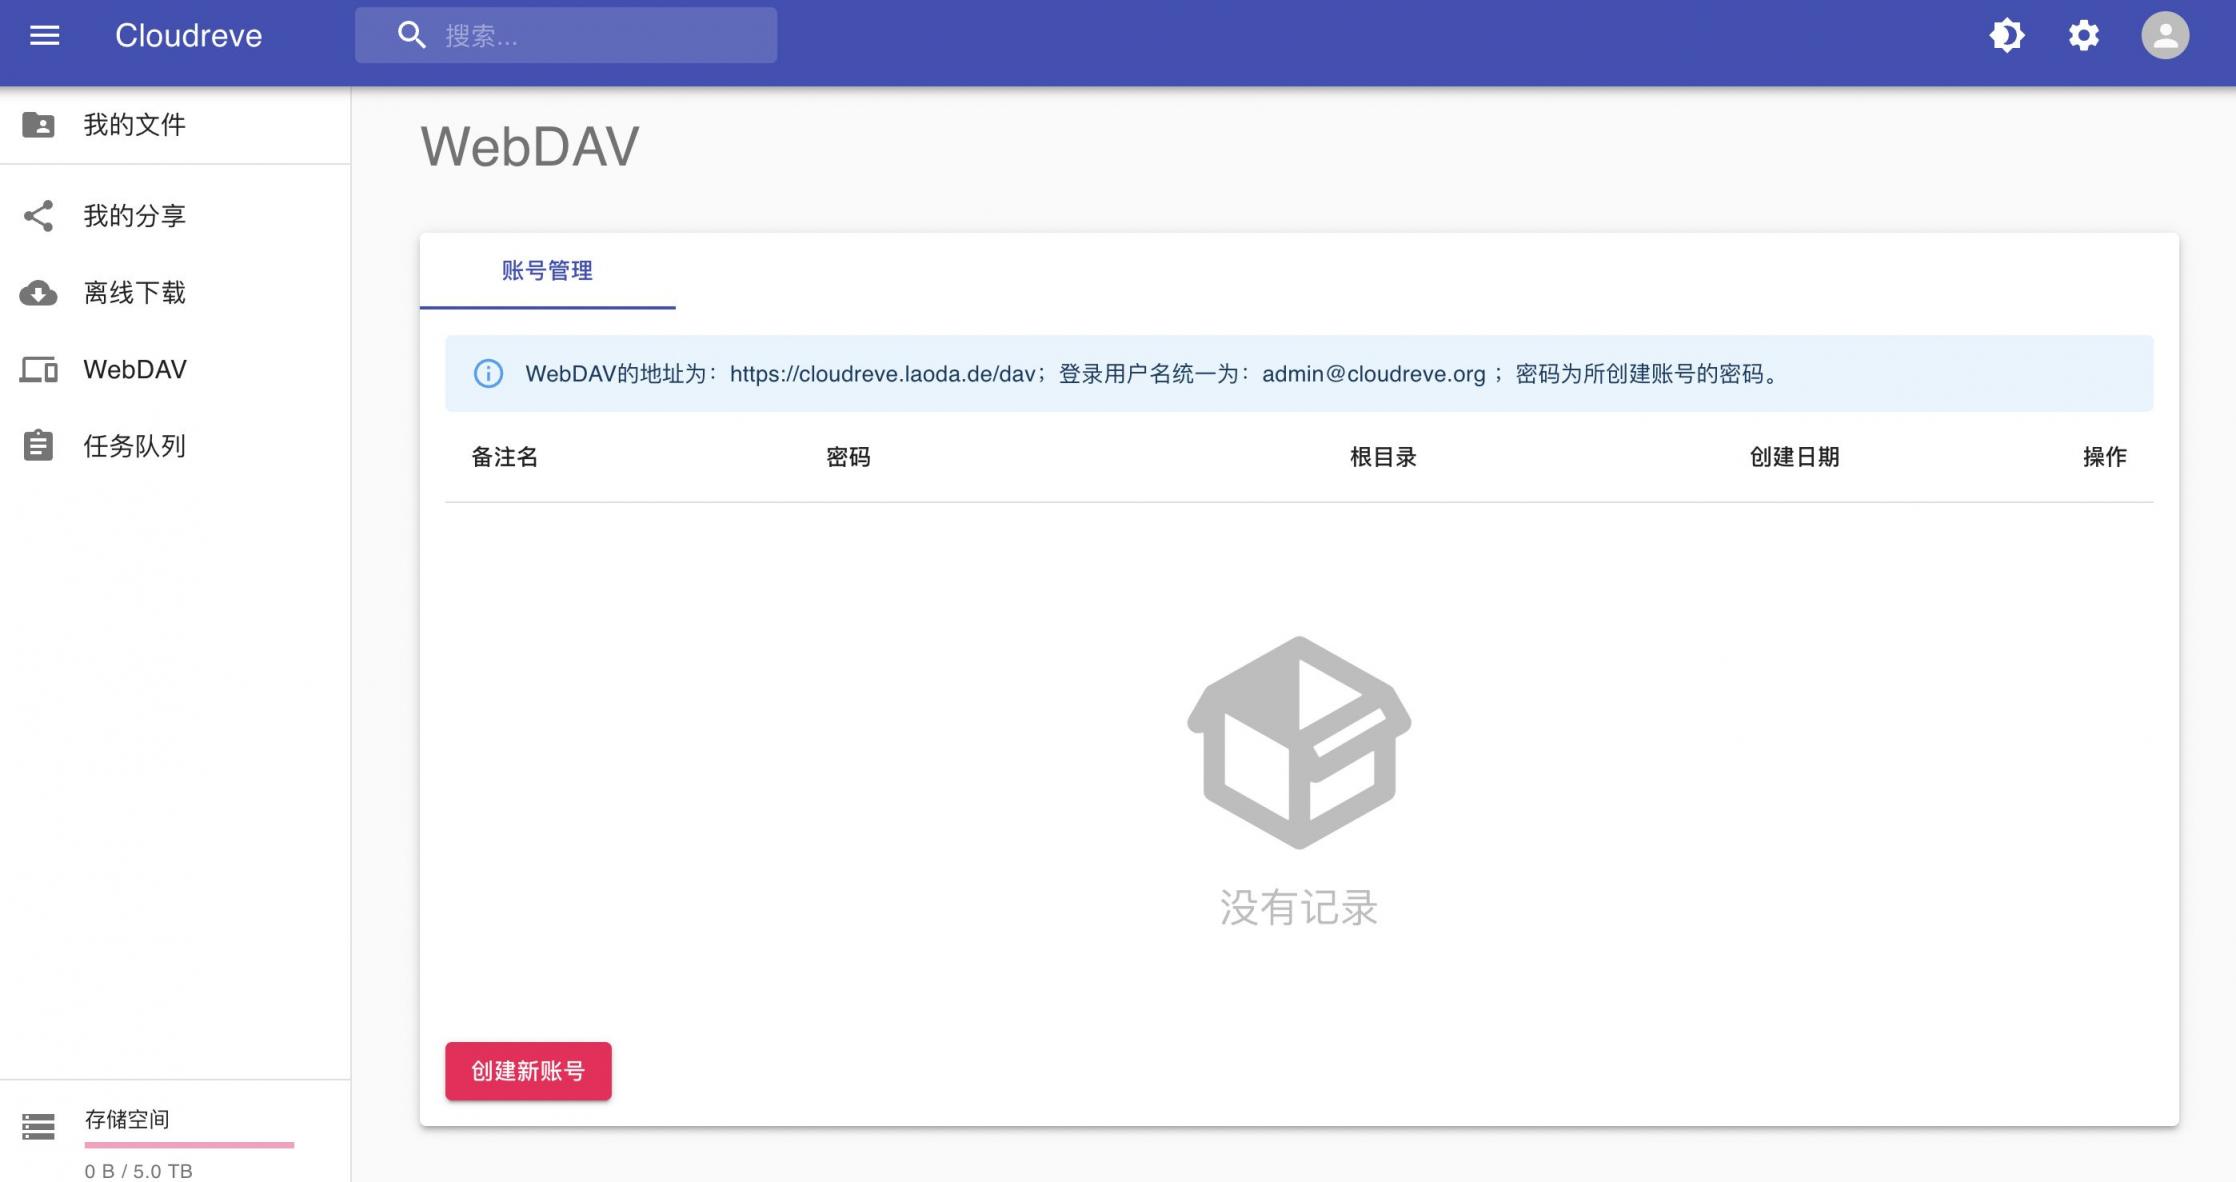 Cloudreve
搜索...
我的文件
我的分享
离线下载
WebDAV
任务队列
存储空间
0 B / 5.0 TB
WebDAV
账号管理
WebDAV的地址为：https://cloudreve.laoda.de/dav；登录用户名统一为：admin@cloudreve.org ；密码为所创建账号的密码。
备注名 密码 根目录 创建日期 操作
没有记录
创建新账号